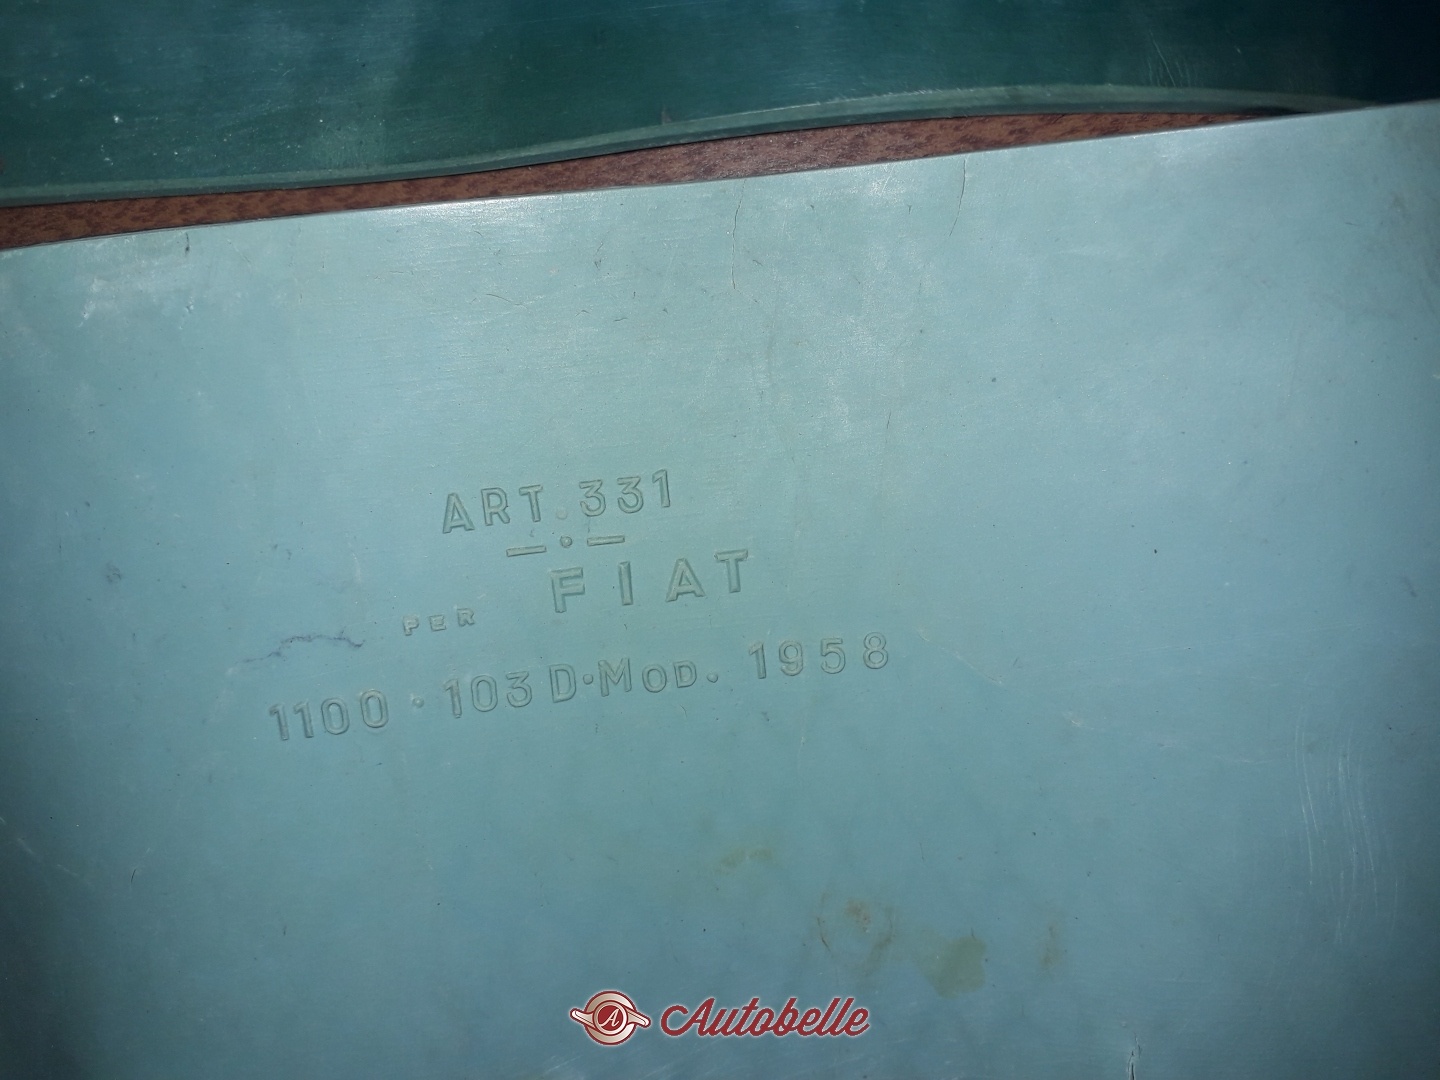 ART. 331
— . —
PER FIAT
1100 · 103 D · MOD. 1958
A Autobelle